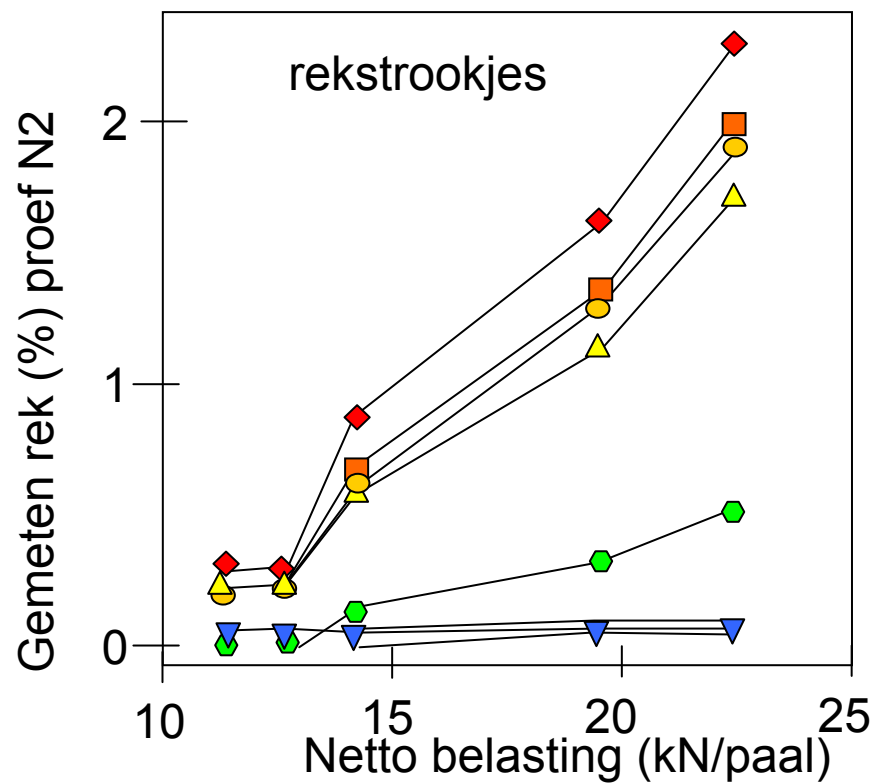 rekstrookjes
Gemeten rek (%) proef N2
2
1
0
10
15
20
25
Netto belasting (kN/paal)